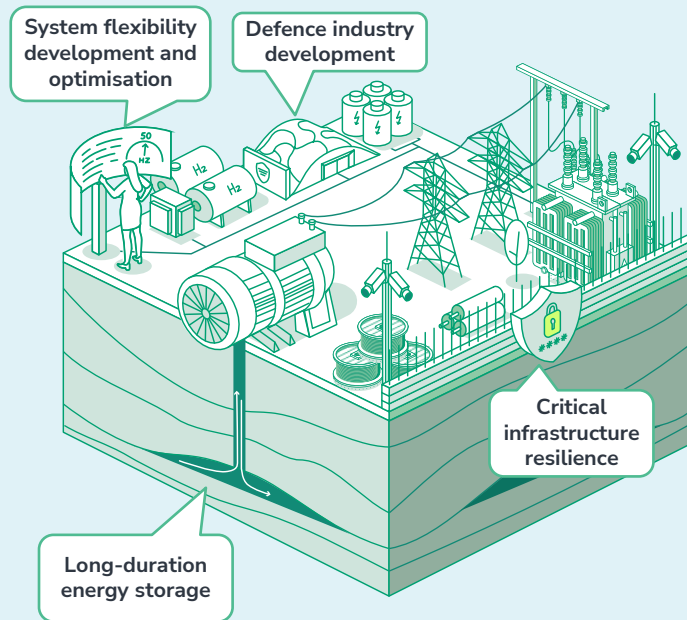 System flexibility
development and
optimisation
Defence industry
development
50
HZ
H₂
H₂
****
Critical
infrastructure
resilience
Long-duration
energy storage